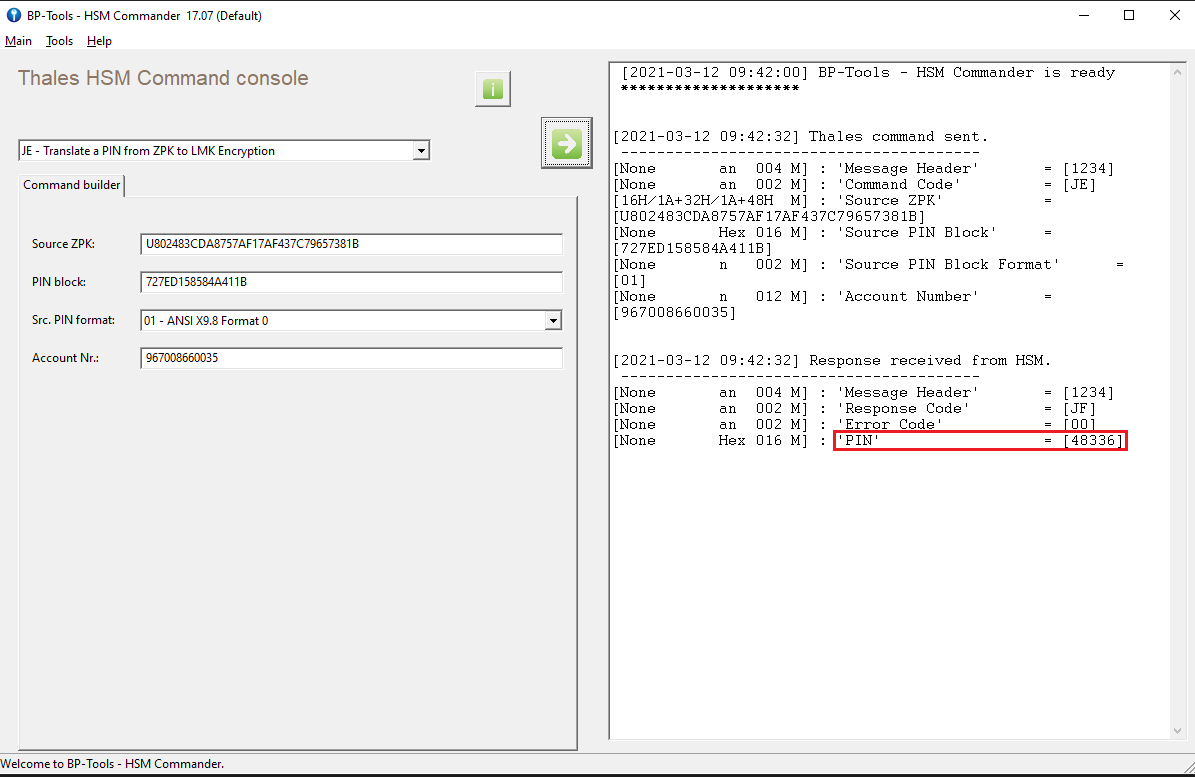 BP-Tools - HSM Commander 17.07 (Default)
Main Tools Help
Thales HSM Command console
i
JE - Translate a PIN from ZPK to LMK Encryption
Command builder
Source ZPK: U802483CDA8757AF17AF437C79657381B
PIN block: 727ED158584A411B
Src. PIN format: 01 - ANSI X9.8 Format 0
Account Nr.: 967008660035
[2021-03-12 09:42:00] BP-Tools - HSM Commander is ready
********************
[2021-03-12 09:42:32] Thales command sent.
----------------------------------------
[None an 004 M] : 'Message Header' = [1234]
[None an 002 M] : 'Command Code' = [JE]
[16H/1A+32H/1A+48H M] : 'Source ZPK' =
[U802483CDA8757AF17AF437C79657381B]
[None Hex 016 M] : 'Source PIN Block' =
[727ED158584A411B]
[None n 002 M] : 'Source PIN Block Format' =
[01]
[None n 012 M] : 'Account Number' =
[967008660035]
[2021-03-12 09:42:32] Response received from HSM.
----------------------------------------
[None an 004 M] : 'Message Header' = [1234]
[None an 002 M] : 'Response Code' = [JF]
[None an 002 M] : 'Error Code' = [00]
[None Hex 016 M] : 'PIN' = [48336]
Welcome to BP-Tools - HSM Commander.